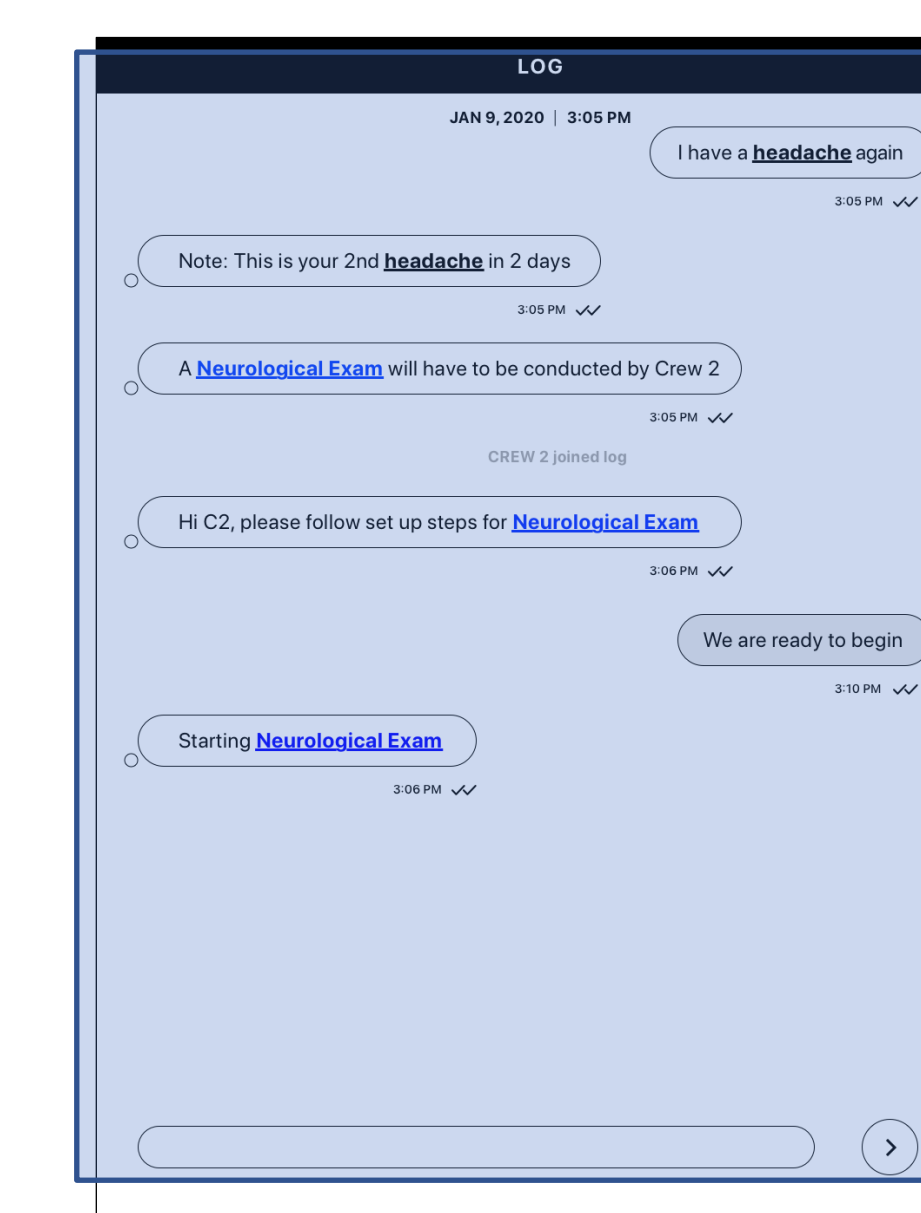 LOG
JAN 9, 2020 | 3:05 PM
I have a headache again
3:05 PM
Note: This is your 2nd headache in 2 days
3:05 PM
A Neurological Exam will have to be conducted by Crew 2
3:05 PM
CREW 2 joined log
Hi C2, please follow set up steps for Neurological Exam
3:06 PM
We are ready to begin
3:10 PM
Starting Neurological Exam
3:06 PM